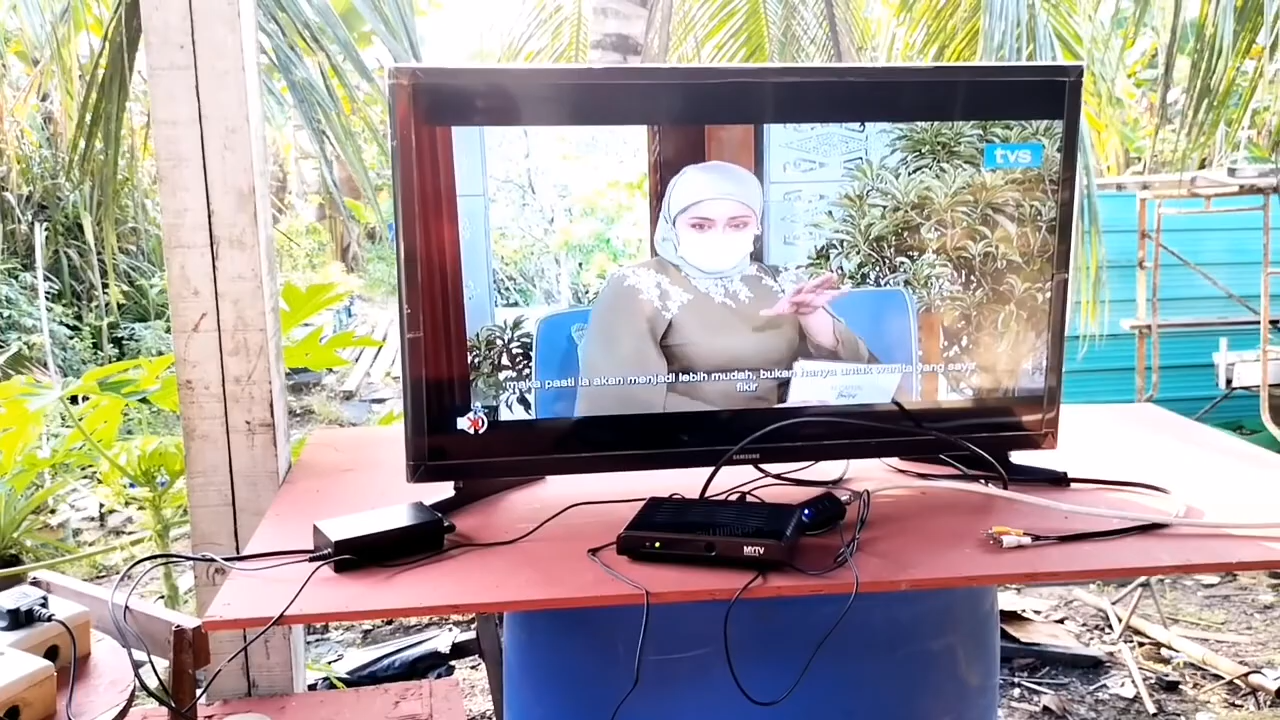 tvs
maka pasti ia akan menjadi lebih mudah, bukan hanya untuk wanita yang saya
fikir
SAMSUNG
MYTV